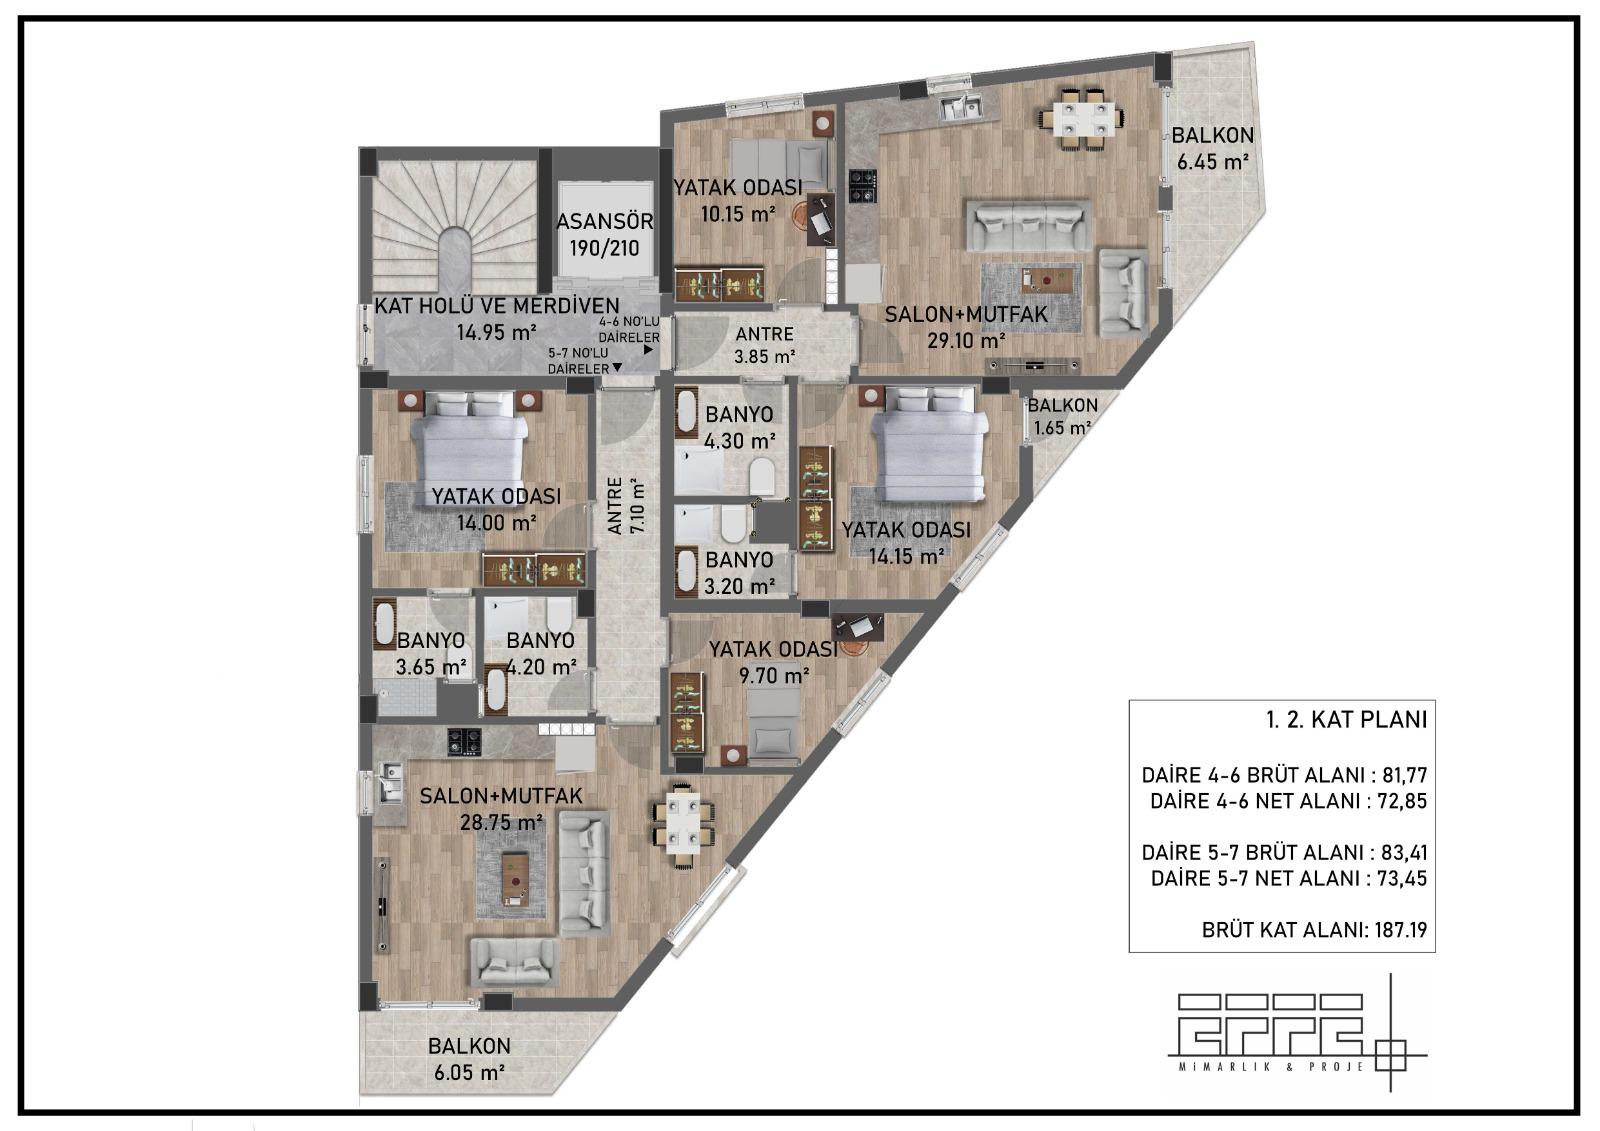 BALKON
6.45 m²
YATAK ODASI
10.15 m²
ASANSÖR
190/210
KAT HOLÜ VE MERDİVEN
14.95 m²
4-6 NO'LU
DAİRELER
5-7 NO'LU
DAİRELER
ANTRE
3.85 m²
SALON+MUTFAK
29.10 m²
BALKON
1.65 m²
BANYO
4.30 m²
YATAK ODASI
14.00 m²
ANTRE
7.10 m²
YATAK ODASI
14.15 m²
BANYO
3.20 m²
BANYO
3.65 m²
BANYO
4.20 m²
YATAK ODASI
9.70 m²
SALON+MUTFAK
28.75 m²
BALKON
6.05 m²
1. 2. KAT PLANI
DAİRE 4-6 BRÜT ALANI : 81,77
DAİRE 4-6 NET ALANI : 72,85
DAİRE 5-7 BRÜT ALANI : 83,41
DAİRE 5-7 NET ALANI : 73,45
BRÜT KAT ALANI: 187.19
EFFE
MİMARLIK & PROJE